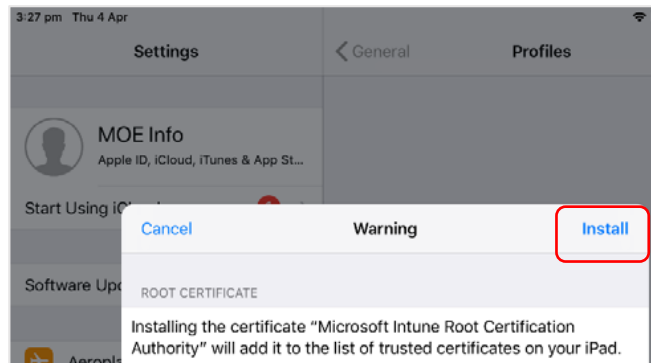 3:27 pm Thu 4 Apr
Settings
General
Profiles
MOE Info
Apple ID, iCloud, iTunes & App St...
Start Using
Cancel
Warning
Install
Software
ROOT CERTIFICATE
Installing the certificate “Microsoft Intune Root Certification
Authority” will add it to the list of trusted certificates on your iPad.